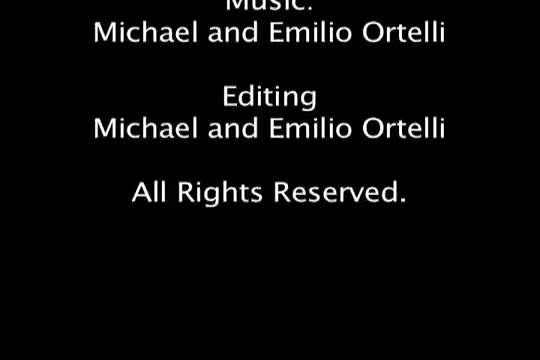 Music:
Michael and Emilio Ortelli
Editing
Michael and Emilio Ortelli
All Rights Reserved.